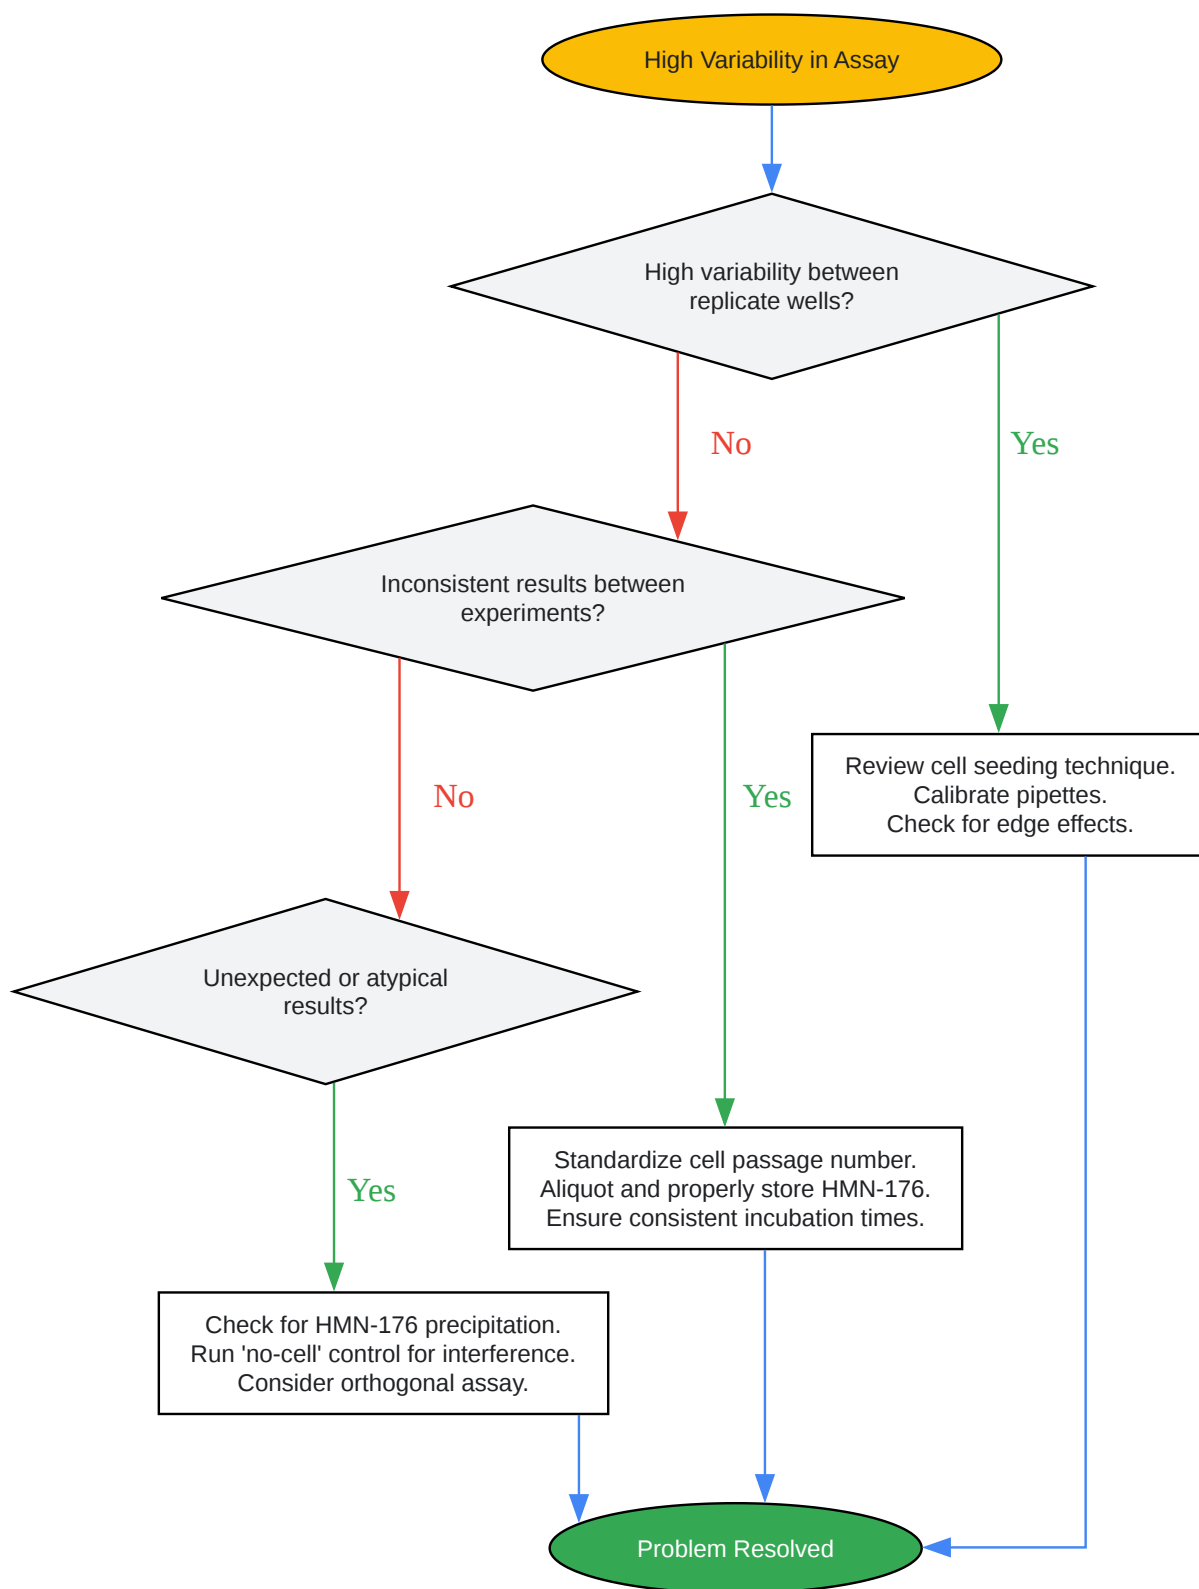 High Variability in Assay
High variability between
replicate wells?
No
Yes
Inconsistent results between
experiments?
Review cell seeding technique.
Calibrate pipettes.
Check for edge effects.
No
Yes
Unexpected or atypical
results?
Standardize cell passage number.
Aliquot and properly store HMN-176.
Ensure consistent incubation times.
Yes
Check for HMN-176 precipitation.
Run 'no-cell' control for interference.
Consider orthogonal assay.
Problem Resolved